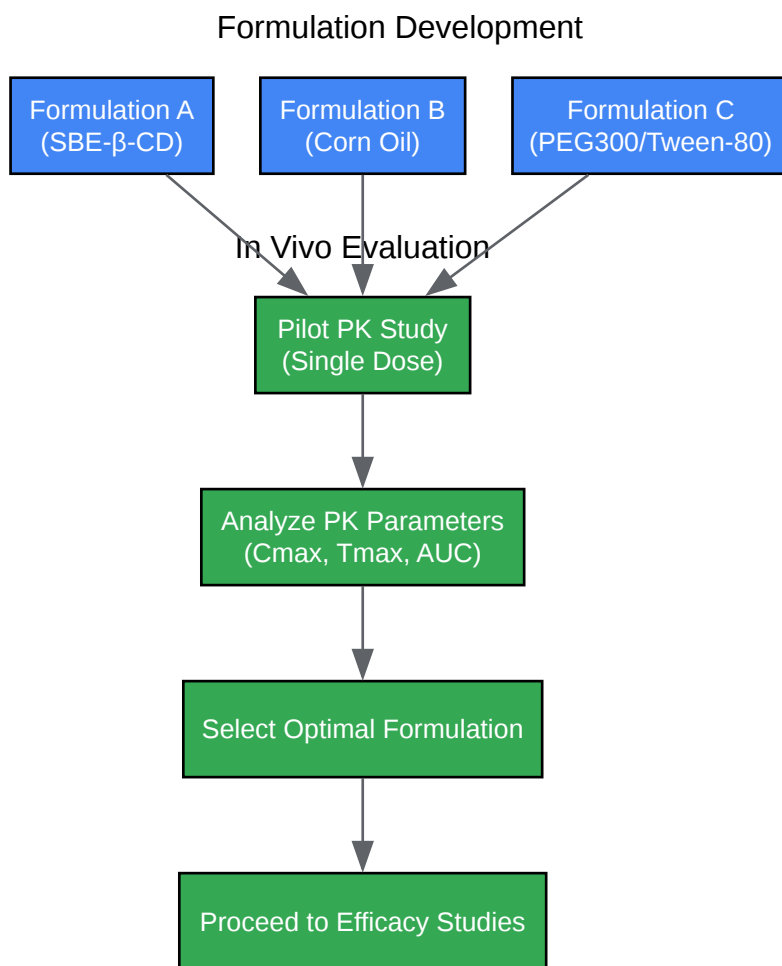 Formulation Development
Formulation A
(SBE-β-CD)
Formulation B
(Corn Oil)
Formulation C
(PEG300/Tween-80)
In Vivo Evaluation
Pilot PK Study
(Single Dose)
Analyze PK Parameters
(Cmax, Tmax, AUC)
Select Optimal Formulation
Proceed to Efficacy Studies